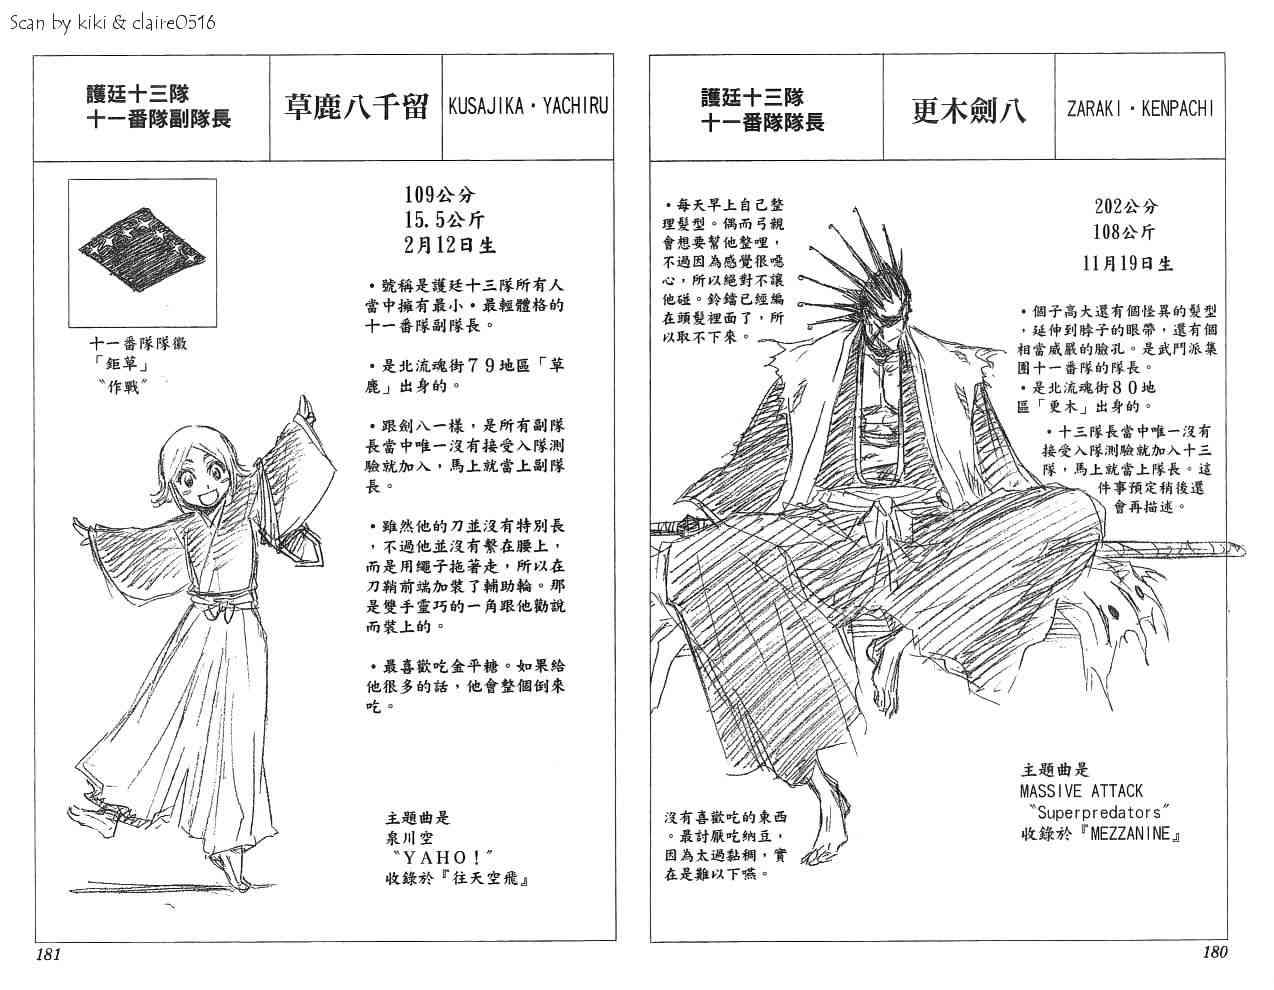 Scan by kiki & claire0516
護廷十三隊
十一番隊隊長
更木劍八
ZARAKI・KENPACHI
・每天早上自己整
理髮型。偶而弓親
會想要幫他整哩，
不過因為感覺很噁
心，所以絕對不讓
他碰。鈴鐺已經編
在頭髮裡面了，所
以取不下來。
202公分
108公斤
11月19日生
・個子高大還有個怪異的髮型
，延伸到脖子的眼帶，還有個
相當威嚴的臉孔。是武鬥派集
團十一番隊的隊長。
・是北流魂街８０地
區「更木」出身的。
・十三隊長當中唯一沒有
接受入隊測驗就加入十三
隊，馬上就當上隊長。這
件事預定稍後還
會再描述。
主題曲是
MASSIVE ATTACK
〝Superpredators〞
收錄於『MEZZANINE』
沒有喜歡吃的東西
。最討厭吃納豆，
因為太過黏稠，實
在是難以下嚥。
180
護廷十三隊
十一番隊副隊長
草鹿八千留
KUSAJIKA・YACHIRU
十一番隊隊徽
「鋸草」
〝作戰〞
109公分
15.5公斤
2月12日生
・號稱是護廷十三隊所有人
當中擁有最小・最輕體格的
十一番隊副隊長。
・是北流魂街７９地區「草
鹿」出身的。
・跟劍八一樣，是所有副隊
長當中唯一沒有接受入隊測
驗就加入，馬上就當上副隊
長。
・雖然他的刀並沒有特別長
，不過他並沒有繫在腰上，
而是用繩子拖著走，所以在
刀鞘前端加裝了輔助輪。那
是雙手靈巧的一角跟他勸說
而裝上的。
・最喜歡吃金平糖。如果給
他很多的話，他會整個倒來
吃。
主題曲是
泉川空
〝YAHO！〞
收錄於『往天空飛』
181